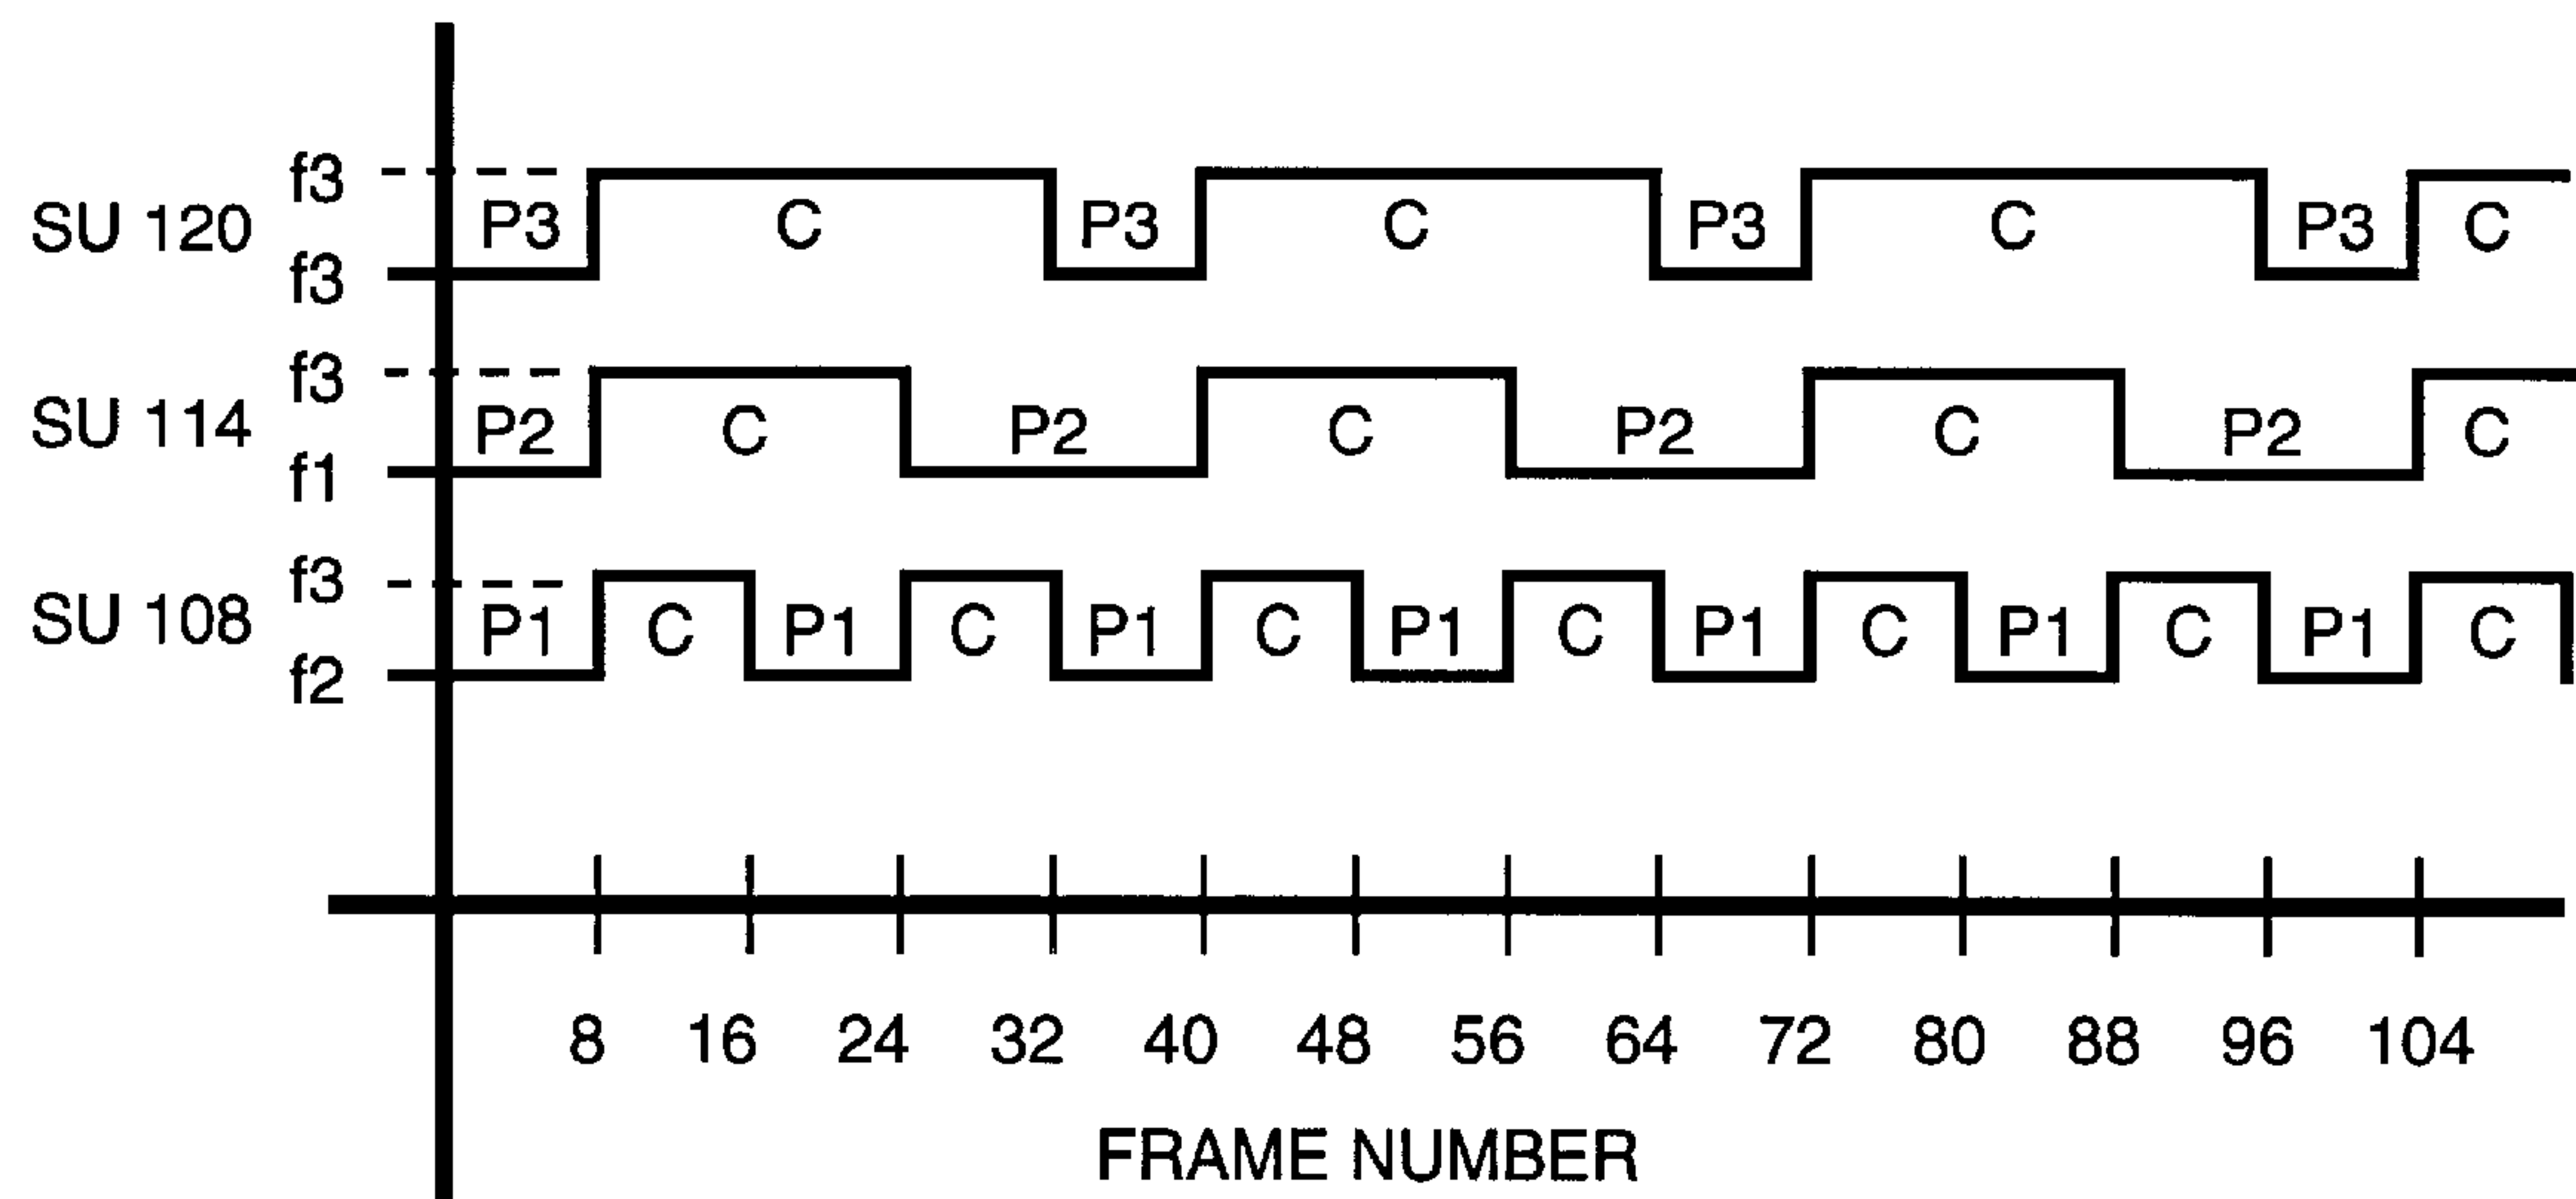 f3
SU 120 P3 C P3 C P3 C P3 C
f3
f3
SU 114 P2 C P2 C P2 C P2 C
f1
f3
SU 108 P1 C P1 C P1 C P1 C P1 C P1 C P1 C
f2
8 16 24 32 40 48 56 64 72 80 88 96 104
FRAME NUMBER